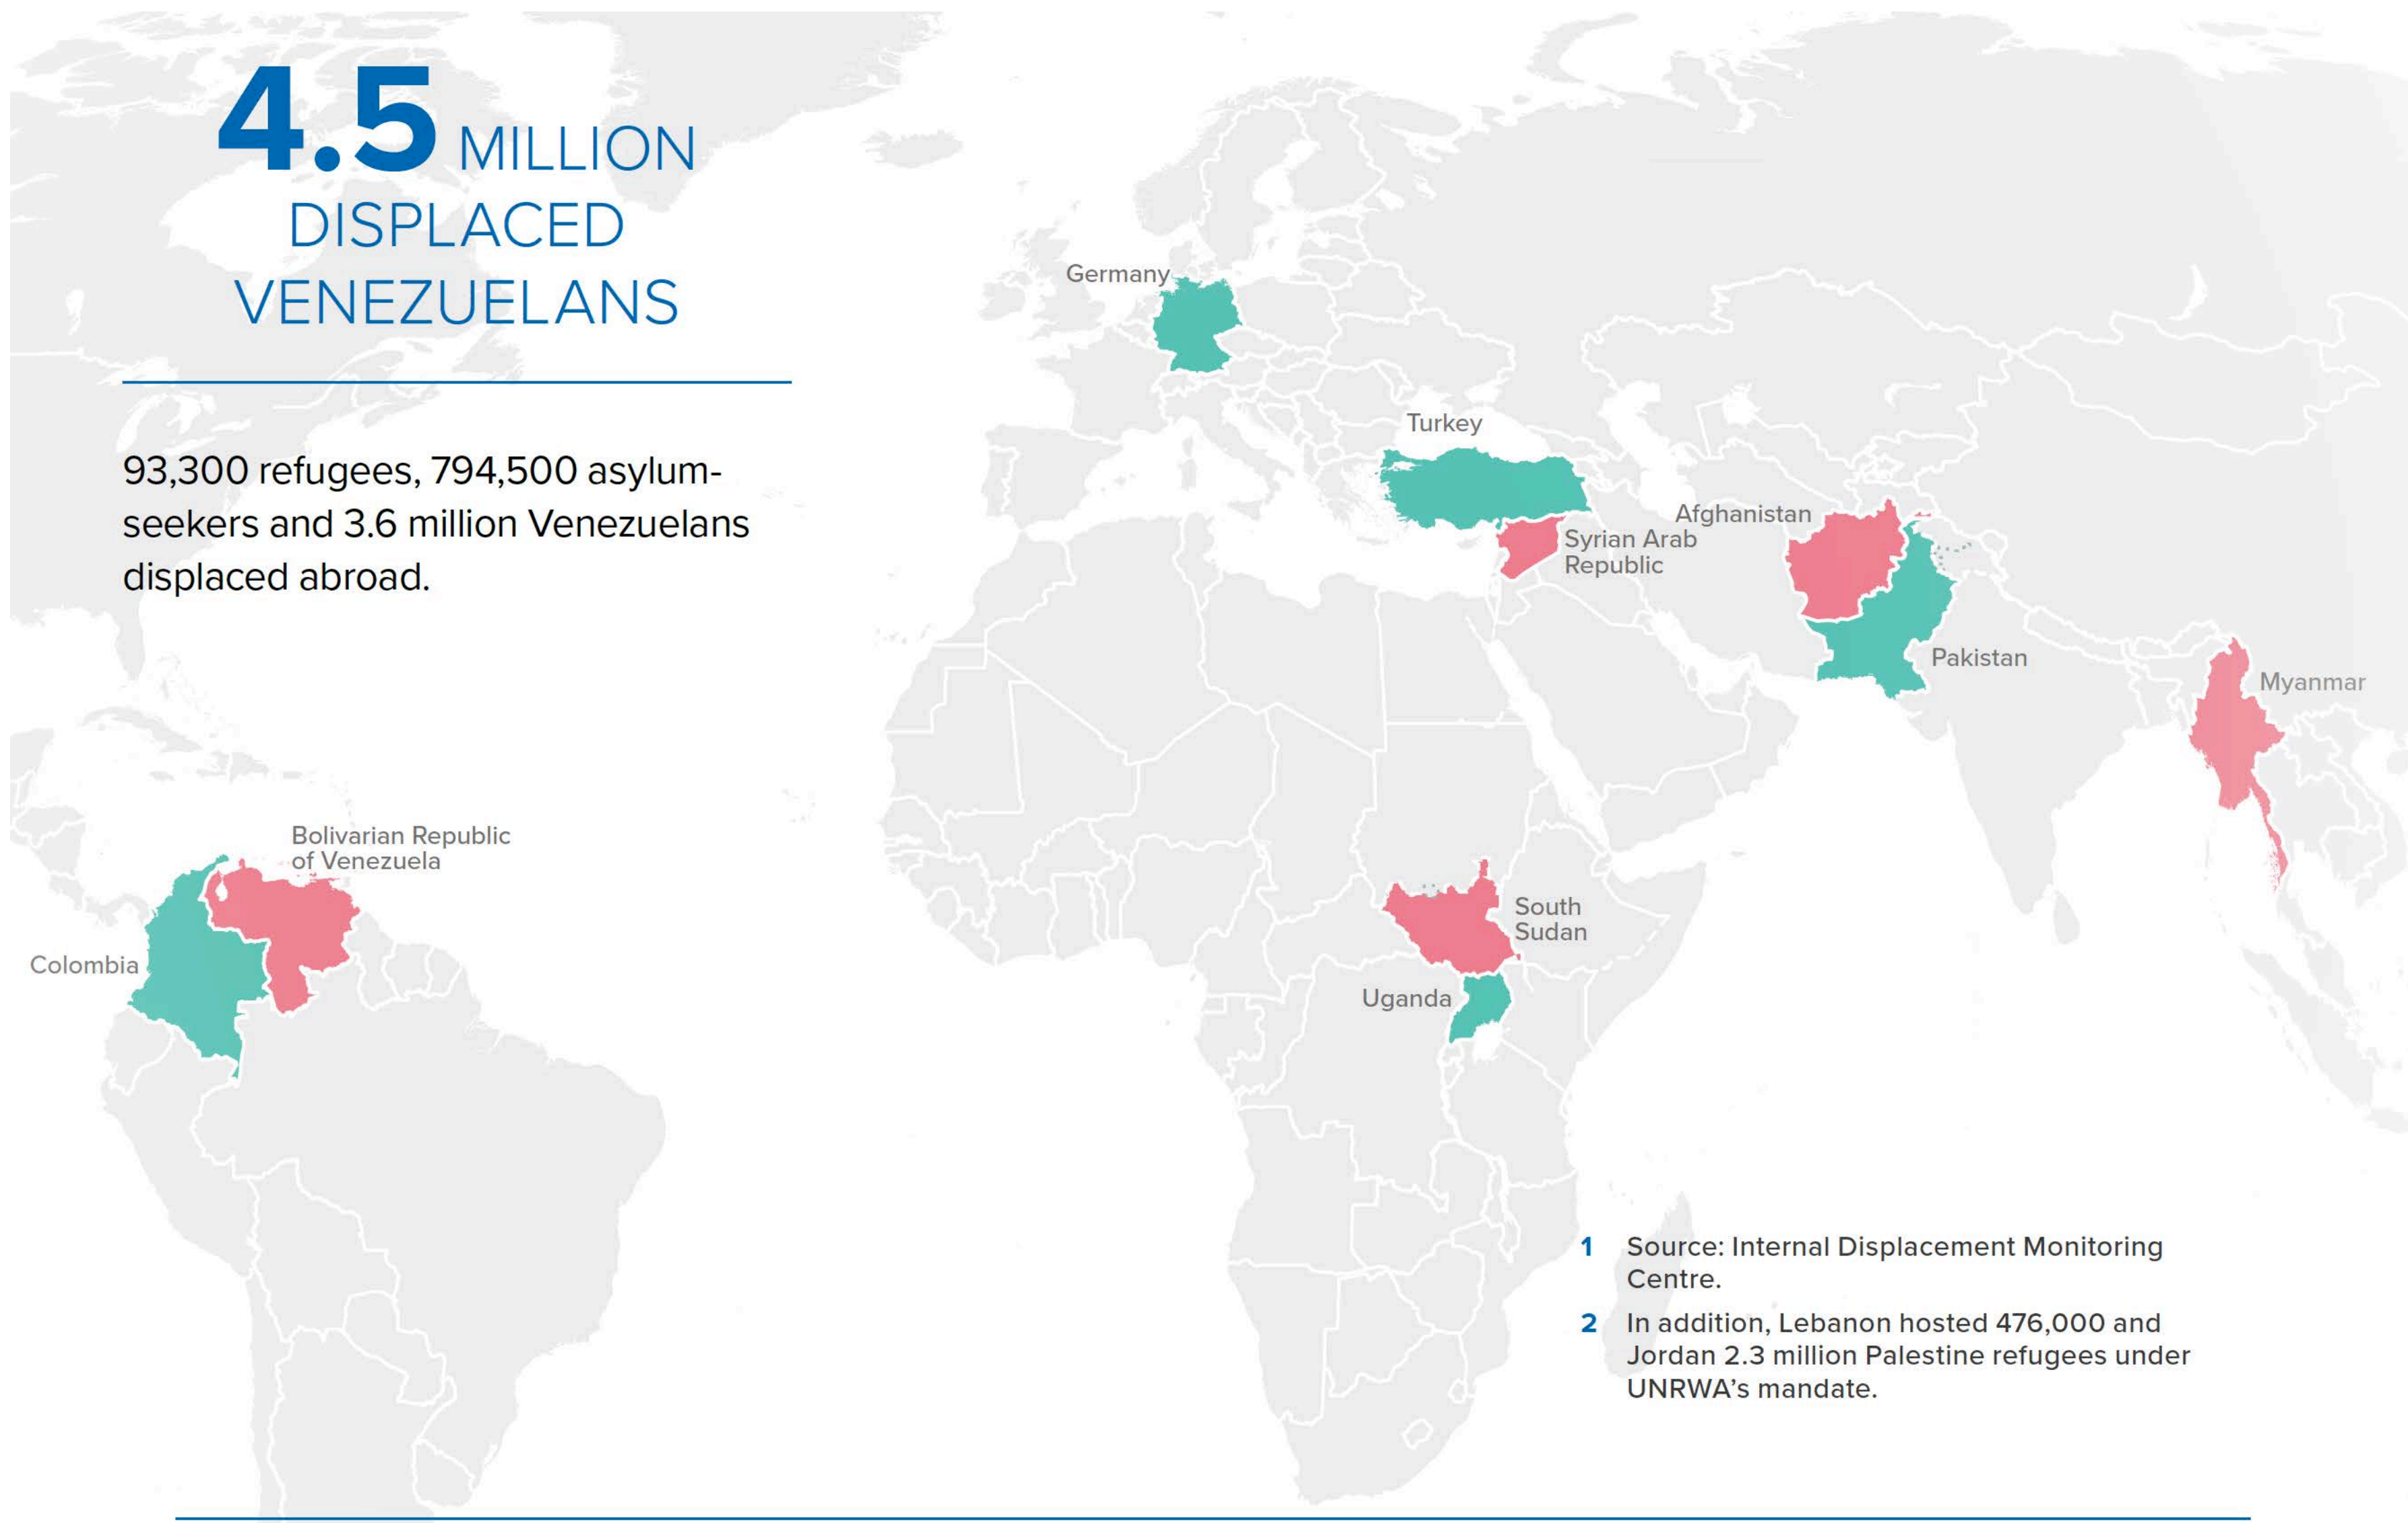 4.5 MILLION
DISPLACED
VENEZUELANS
93,300 refugees, 794,500 asylum-
seekers and 3.6 million Venezuelans
displaced abroad.
Germany
Turkey
Afghanistan
Syrian Arab
Republic
Pakistan
Myanmar
Bolivarian Republic
of Venezuela
Colombia
South
Sudan
Uganda
1 Source: Internal Displacement Monitoring
Centre.
2 In addition, Lebanon hosted 476,000 and
Jordan 2.3 million Palestine refugees under
UNRWA’s mandate.